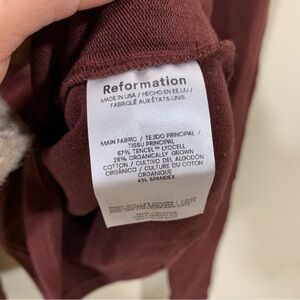 Reformation
MADE IN USA / HECHO EN EE.UU /
FABRIQUÉ AUX ÉTATS-UNIS
MAIN FABRIC / TEJIDO PRINCIPAL /
TISSU PRINCIPAL
67% TENCEL™ LYOCELL
29% ORGANICALLY GROWN
COTTON / CULTIVO DEL ALGODÓN
ORGÁNICO / CULTURE DU COTON
ORGANIQUE
4% SPANDEX